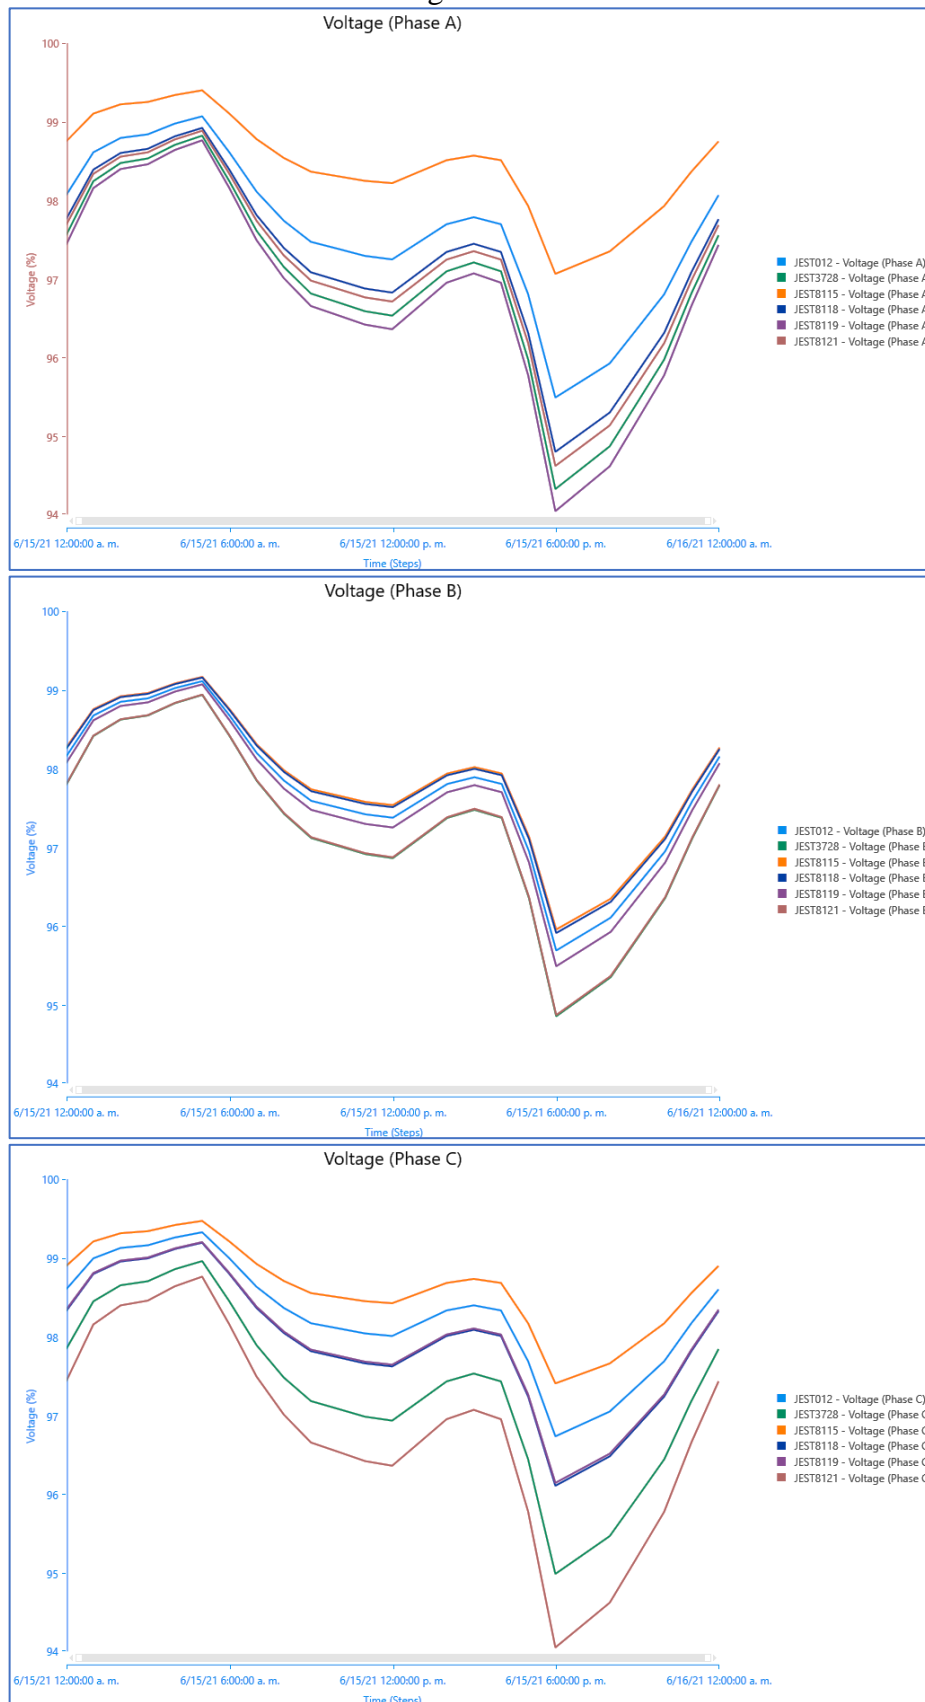 Voltage (Phase A)
100
99
98
97
96
95
94
Voltage (%)
6/15/21 12:00:00 a. m.
6/15/21 6:00:00 a. m.
6/15/21 12:00:00 p. m.
6/15/21 6:00:00 p. m.
6/16/21 12:00:00 a. m.
Time (Steps)
JEST012 - Voltage (Phase A)
JEST3728 - Voltage (Phase A
JEST8115 - Voltage (Phase A
JEST8118 - Voltage (Phase A
JEST8119 - Voltage (Phase A
JEST8121 - Voltage (Phase A
Voltage (Phase B)
100
99
98
97
96
95
94
Voltage (%)
6/15/21 12:00:00 a. m.
6/15/21 6:00:00 a. m.
6/15/21 12:00:00 p. m.
6/15/21 6:00:00 p. m.
6/16/21 12:00:00 a. m.
Time (Steps)
JEST012 - Voltage (Phase B)
JEST3728 - Voltage (Phase B
JEST8115 - Voltage (Phase B
JEST8118 - Voltage (Phase B
JEST8119 - Voltage (Phase B
JEST8121 - Voltage (Phase B
Voltage (Phase C)
100
99
98
97
96
95
94
Voltage (%)
6/15/21 12:00:00 a. m.
6/15/21 6:00:00 a. m.
6/15/21 12:00:00 p. m.
6/15/21 6:00:00 p. m.
6/16/21 12:00:00 a. m.
Time (Steps)
JEST012 - Voltage (Phase C)
JEST3728 - Voltage (Phase C
JEST8115 - Voltage (Phase C
JEST8118 - Voltage (Phase C
JEST8119 - Voltage (Phase C
JEST8121 - Voltage (Phase C